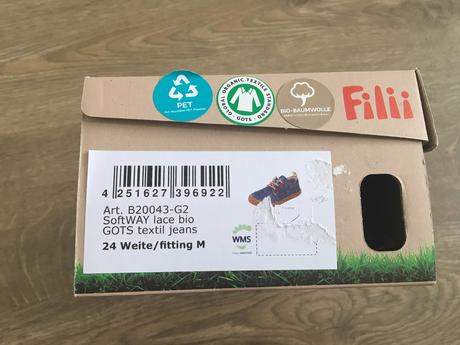 PET
GLOBAL ORGANIC TEXTILE STANDARD
· GOTS ·
BIO-BAUMWOLLE
Filii
4 251627 396922
Art. B20043-G2
SoftWAY lace bio
GOTS textil jeans
24 Weite/fitting M
WMS